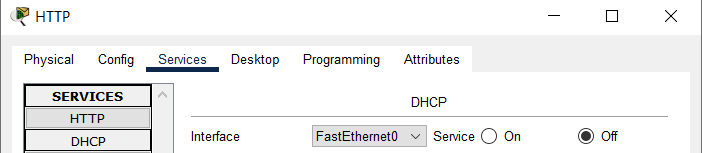 HTTP
Physical Config Services Desktop Programming Attributes
SERVICES
HTTP
DHCP
DHCP
Interface FastEthernet0 Service On Off